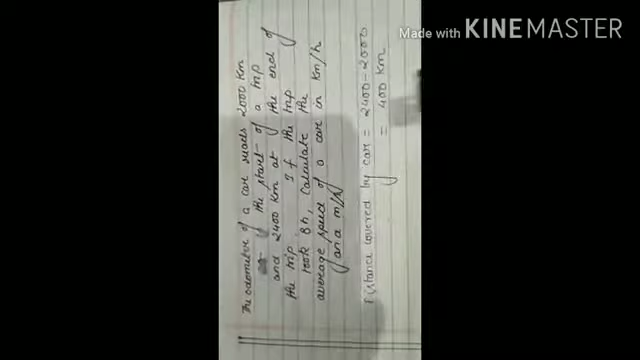 Made with KINEMASTER
The odometer of a car reads 2000 km
the start of a trip
and 2400 km at the end of
the trip. If the trip
took 8h, Calculate the
average speed of a car in km/h
and m/s
Distance covered by car = 2400-2000
= 400 km